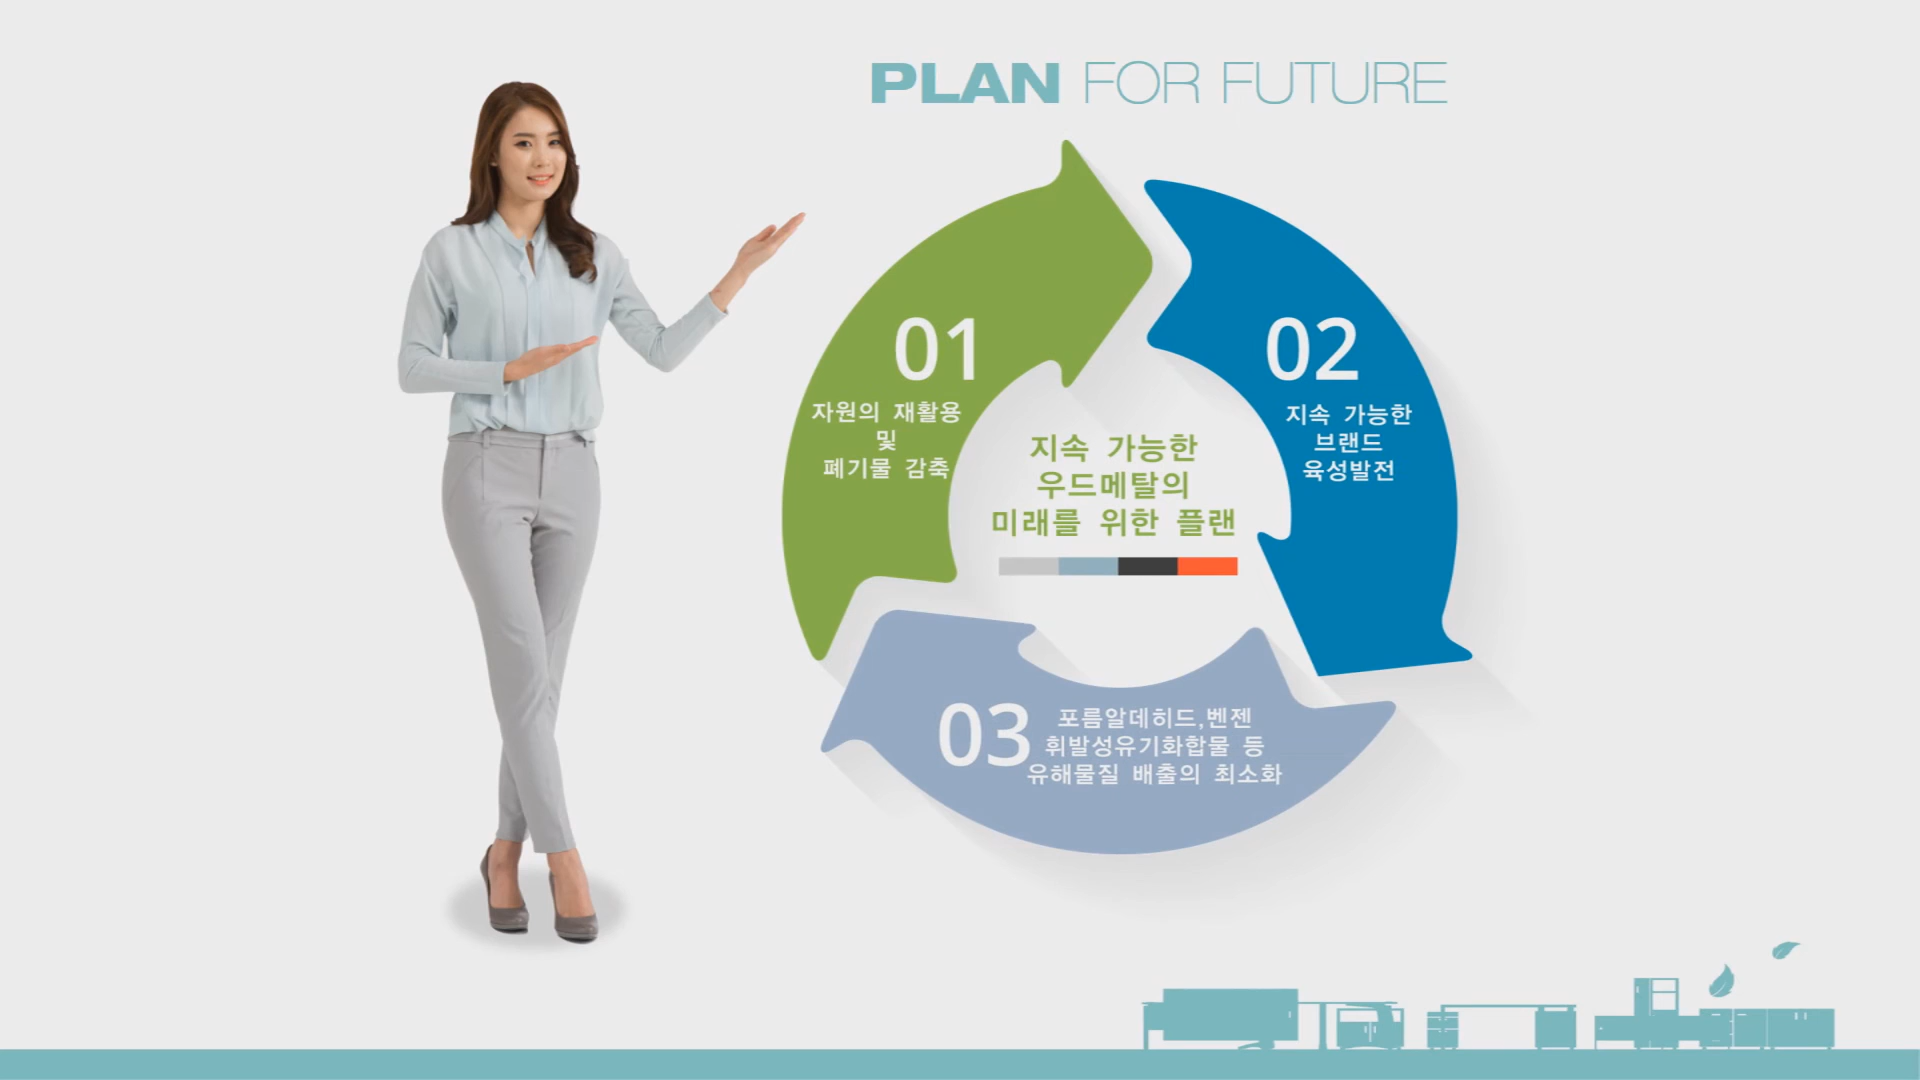 PLAN FOR FUTURE
01
자원의 재활용
및
폐기물 감축
02
지속 가능한
브랜드
육성발전
지속 가능한
우드메탈의
미래를 위한 플랜
03
포름알데히드,벤젠
휘발성유기화합물 등
유해물질 배출의 최소화